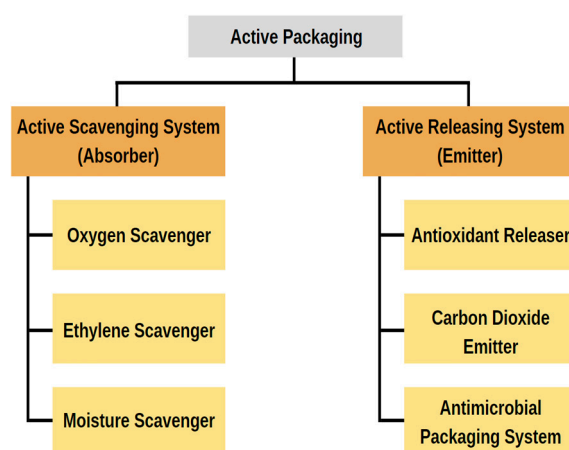 Active Packaging
Active Scavenging System
(Absorber)
Active Releasing System
(Emitter)
Oxygen Scavenger
Antioxidant Releaser
Ethylene Scavenger
Carbon Dioxide
Emitter
Moisture Scavenger
Antimicrobial
Packaging System